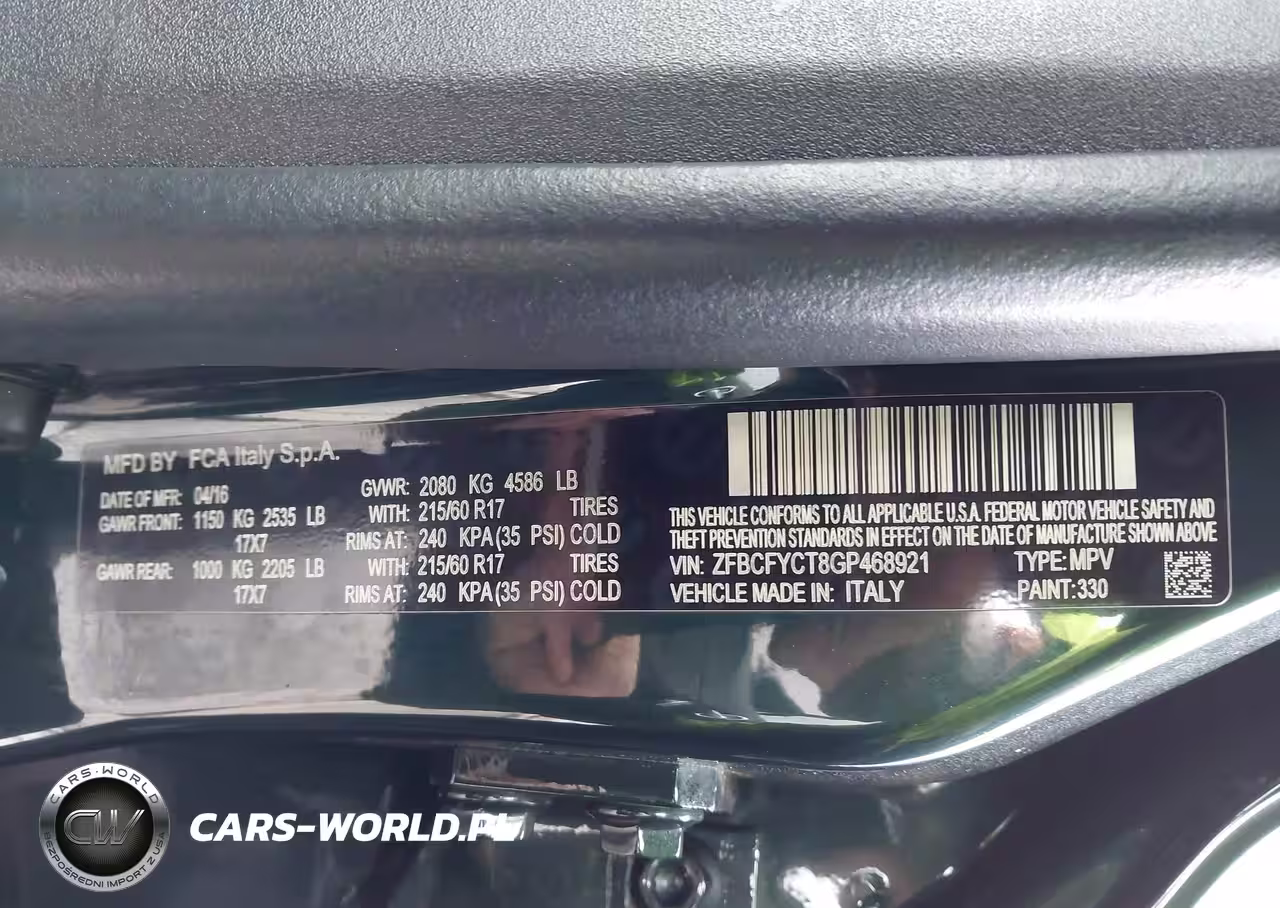 MFD BY FCA Italy S.p.A.
DATE OF MFR: 04/16
GAWR FRONT: 1150 KG 2535 LB
17X7
GAWR REAR: 1000 KG 2205 LB
17X7
GVWR: 2080 KG 4586 LB
WITH: 215/60 R17 TIRES
RIMS AT: 240 KPA(35 PSI) COLD
WITH: 215/60 R17 TIRES
RIMS AT: 240 KPA(35 PSI) COLD
THIS VEHICLE CONFORMS TO ALL APPLICABLE U.S.A. FEDERAL MOTOR VEHICLE SAFETY AND
THEFT PREVENTION STANDARDS IN EFFECT ON THE DATE OF MANUFACTURE SHOWN ABOVE
VIN: ZFBCFYCT8GP468921 TYPE: MPV
VEHICLE MADE IN: ITALY PAINT: 330
CARS-WORLD
CW
BEZPOŚREDNI IMPORT Z USA
CARS-WORLD.PL